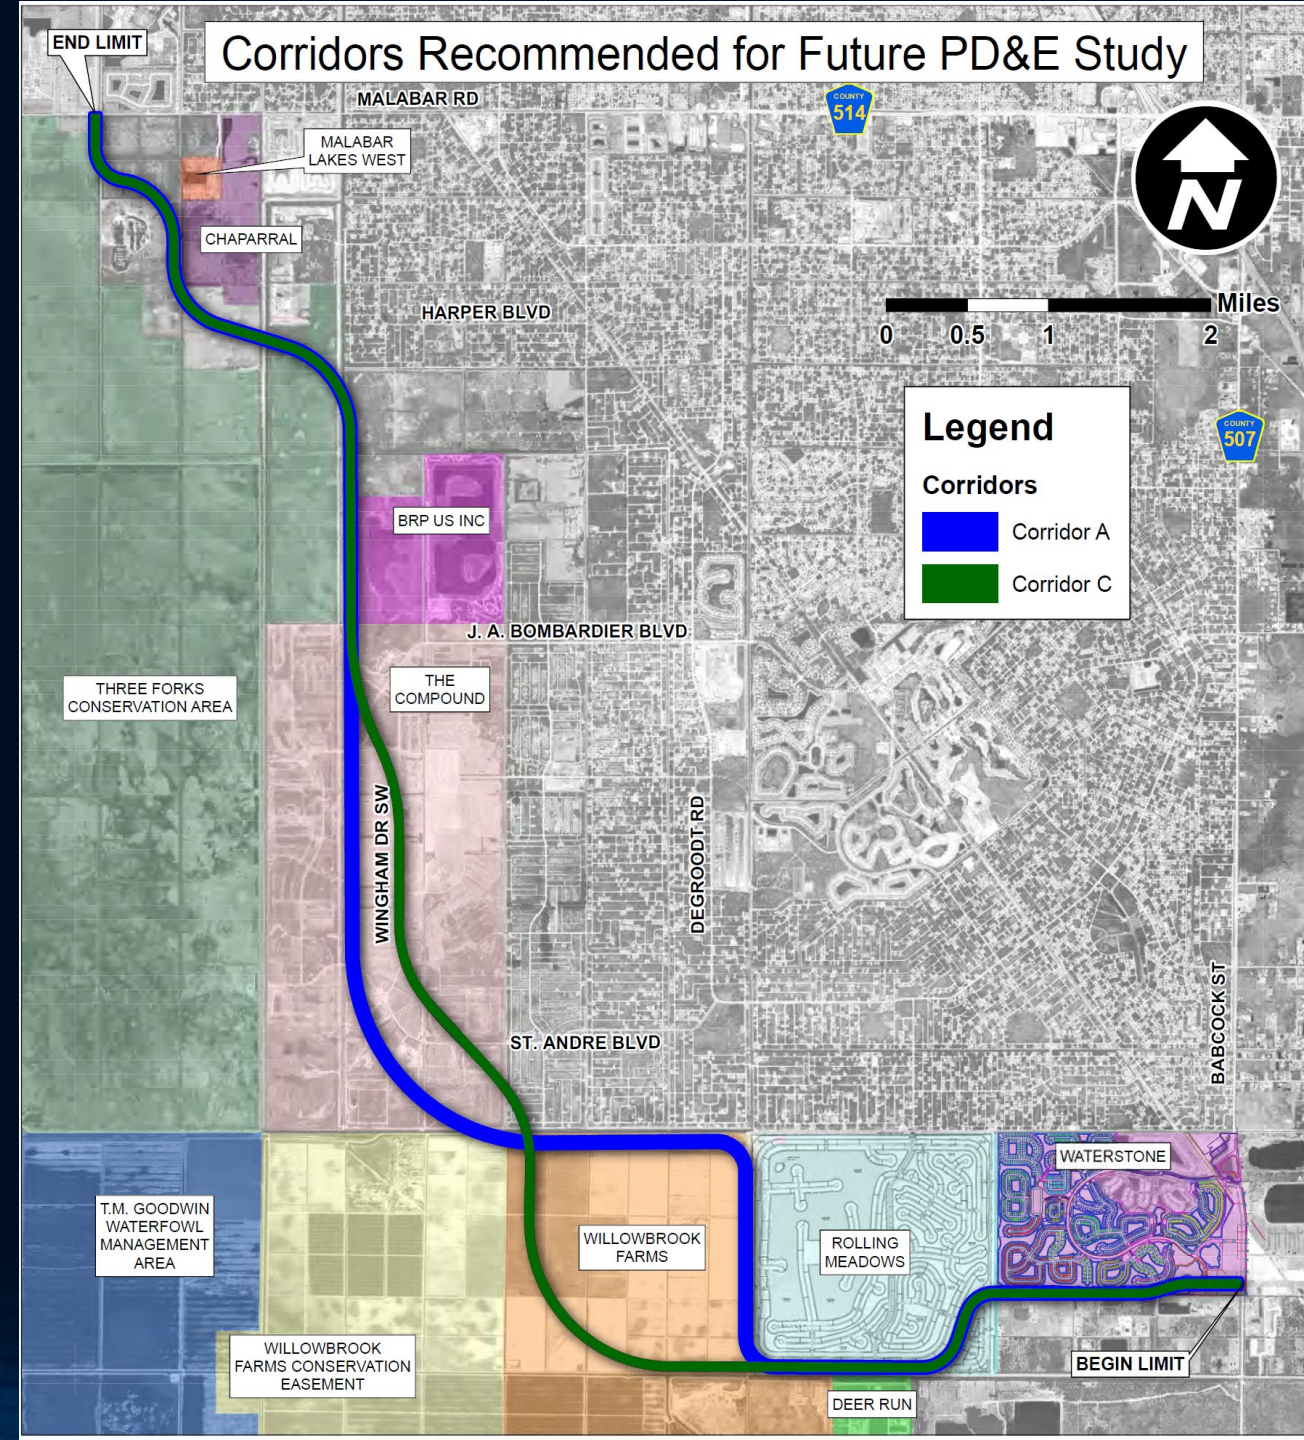 Corridors Recommended for Future PD&E Study
END LIMIT
MALABAR RD
COUNTY
514
MALABAR
LAKES WEST
N
CHAPARRAL
HARPER BLVD
Miles
0 0.5 1 2
Legend
Corridors
Corridor A
Corridor C
COUNTY
507
BRP US INC
J. A. BOMBARDIER BLVD
THE
COMPOUND
THREE FORKS
CONSERVATION AREA
WINGHAM DR SW
DEGROODT RD
BABCOCK ST
ST. ANDRE BLVD
WATERSTONE
T.M. GOODWIN
WATERFOWL
MANAGEMENT
AREA
WILLOWBROOK
FARMS
ROLLING
MEADOWS
WILLOWBROOK
FARMS CONSERVATION
EASEMENT
BEGIN LIMIT
DEER RUN